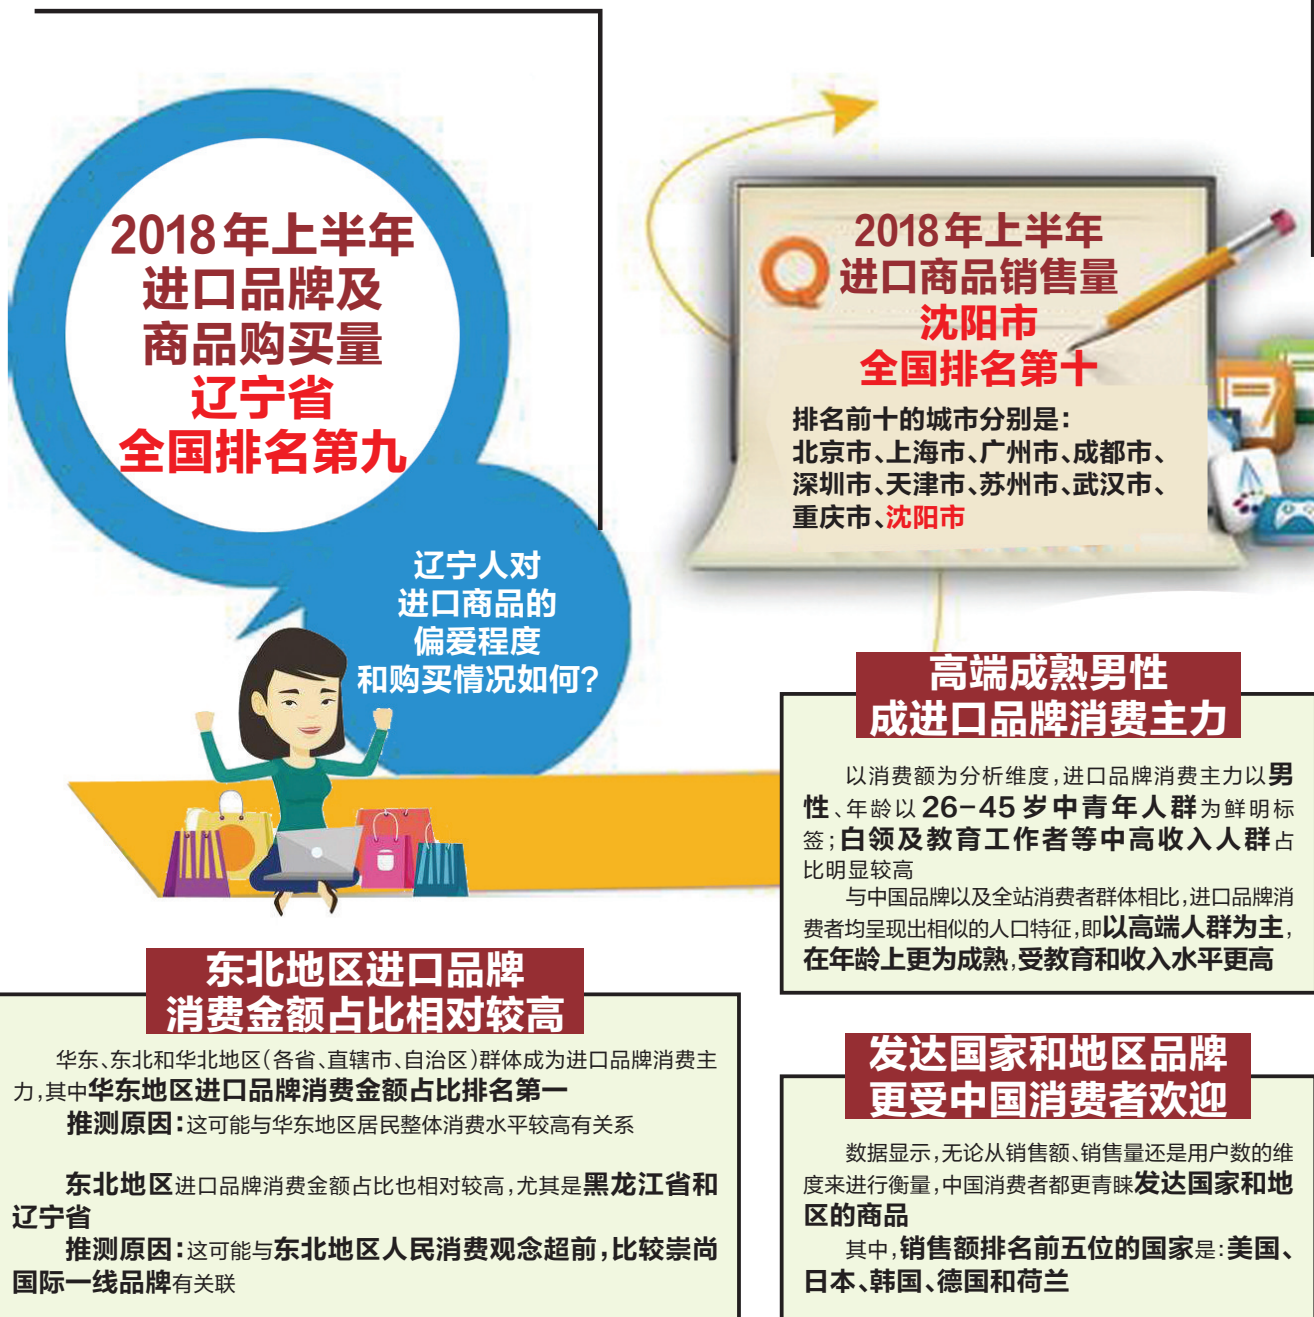 2018年上半年
进口品牌及
商品购买量
辽宁省
全国排名第九
辽宁人对
进口商品的
偏爱程度
和购买情况如何?
Q
2018年上半年
进口商品销售量
沈阳市
全国排名第十
排名前十的城市分别是：
北京市、上海市、广州市、成都市、
深圳市、天津市、苏州市、武汉市、
重庆市、沈阳市
高端成熟男性
成进口品牌消费主力
以消费额为分析维度，进口品牌消费主力以男
性、年龄以26-45岁中青年人群为鲜明标
签；白领及教育工作者等中高收入人群占
比明显较高
与中国品牌以及全站消费者群体相比，进口品牌消
费者均呈现出相似的人口特征，即以高端人群为主，
在年龄上更为成熟，受教育和收入水平更高
东北地区进口品牌
消费金额占比相对较高
华东、东北和华北地区（各省、直辖市、自治区）群体成为进口品牌消费主
力，其中华东地区进口品牌消费金额占比排名第一
推测原因：这可能与华东地区居民整体消费水平较高有关系
东北地区进口品牌消费金额占比也相对较高，尤其是黑龙江省和
辽宁省
推测原因：这可能与东北地区人民消费观念超前，比较崇尚
国际一线品牌有关联
发达国家和地区品牌
更受中国消费者欢迎
数据显示，无论从销售额、销售量还是用户数的维
度来进行衡量，中国消费者都更青睐发达国家和地
区的商品
其中，销售额排名前五位的国家是：美国、
日本、韩国、德国和荷兰